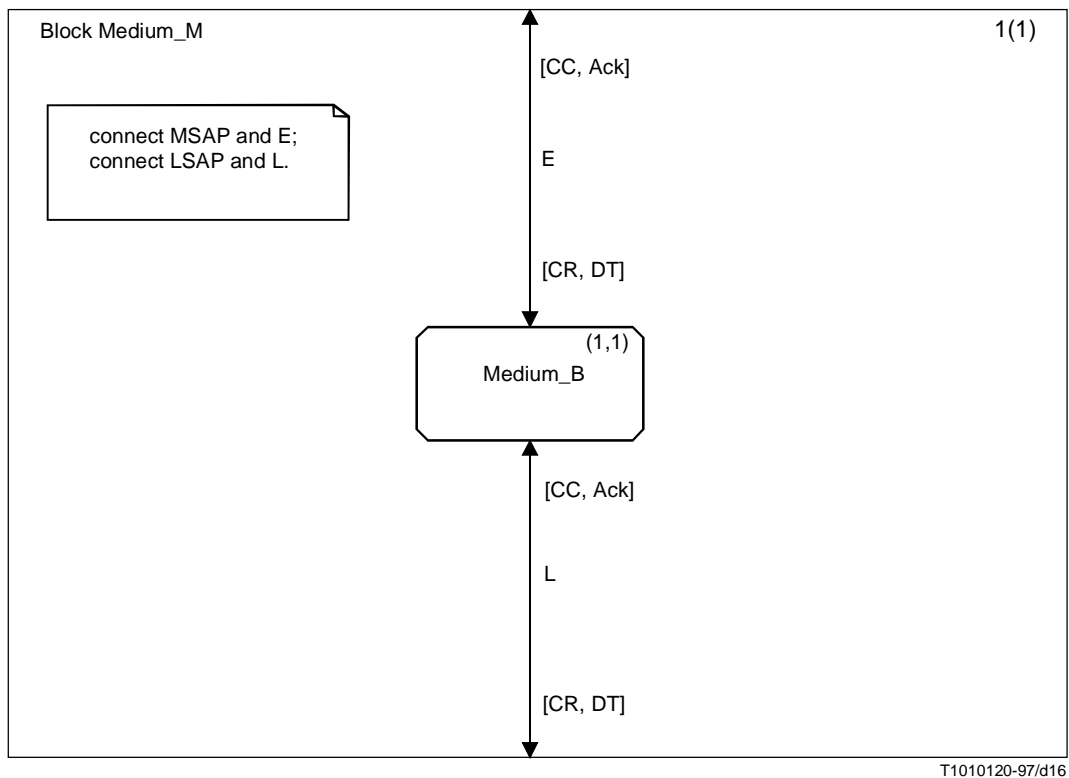 Block Medium_M
1(1)
[CC, Ack]
connect MSAP and E;
connect LSAP and L.
E
[CR, DT]
(1,1)
Medium_B
[CC, Ack]
L
[CR, DT]
T1010120-97/d16